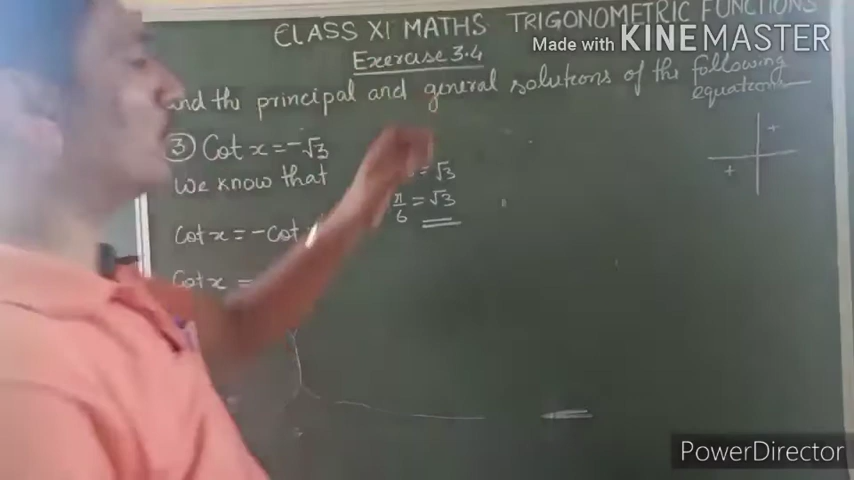 CLASS XI MATHS TRIGONOMETRIC FUNCTIONS
Made with KINEMASTER
Exercise 3.4
ind the principal and general solutions of the following
equations
③ Cot x = -√3
We know that
= √3
π/6 = √3
Cot x = -Cot
Cot x =
+
+
PowerDirector